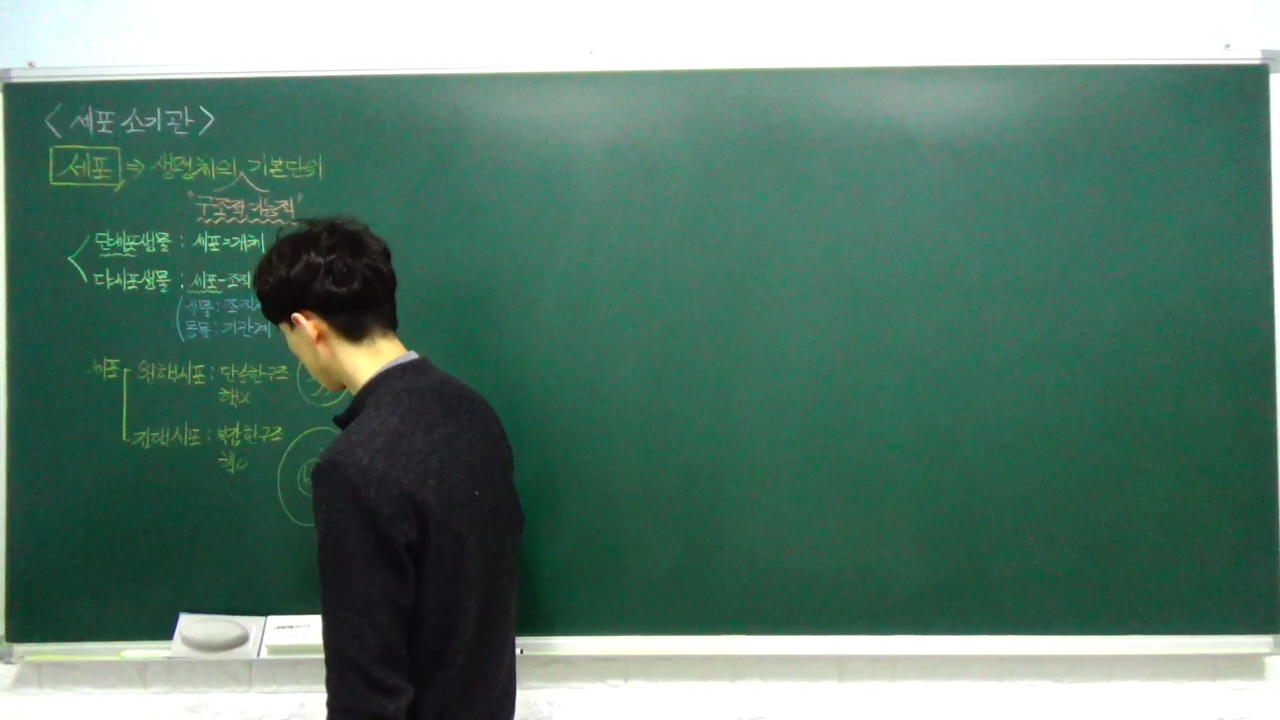 < 세포 소기관 >
세포 ⇒ 생명체의 기본단위
"구조적 기능적"
단세포생물 : 세포=개체
다세포생물 : 세포-조직
식물 : 조직
동물 : 기관계
세포 원핵세포 : 단순한구조
핵x
진핵세포 : 복잡한구조
핵o